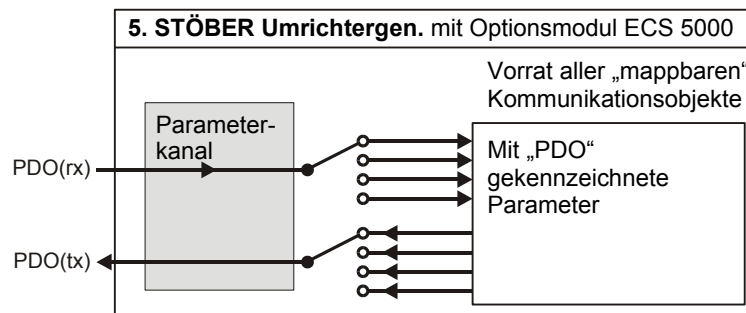 5. STÖBER Umrichtergen. mit Optionsmodul ECS 5000
Vorrat aller „mappbaren“
Kommunikationsobjekte
Parameter-
kanal
PDO(rx)
Mit „PDO“
gekennzeichnete
Parameter
PDO(tx)